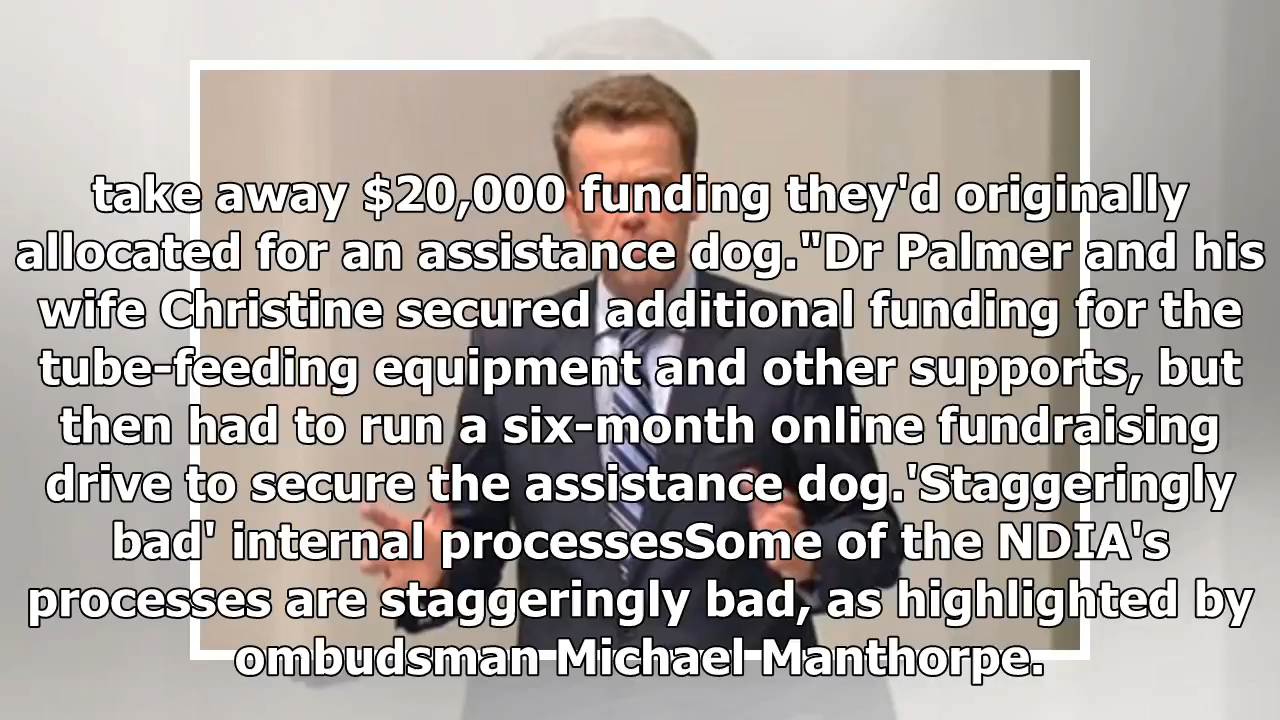 take away $20,000 funding they'd originally
allocated for an assistance dog."Dr Palmer and his
wife Christine secured additional funding for the
tube-feeding equipment and other supports, but
then had to run a six-month online fundraising
drive to secure the assistance dog.'Staggeringly
bad' internal processesSome of the NDIA's
processes are staggeringly bad, as highlighted by
ombudsman Michael Manthorpe.